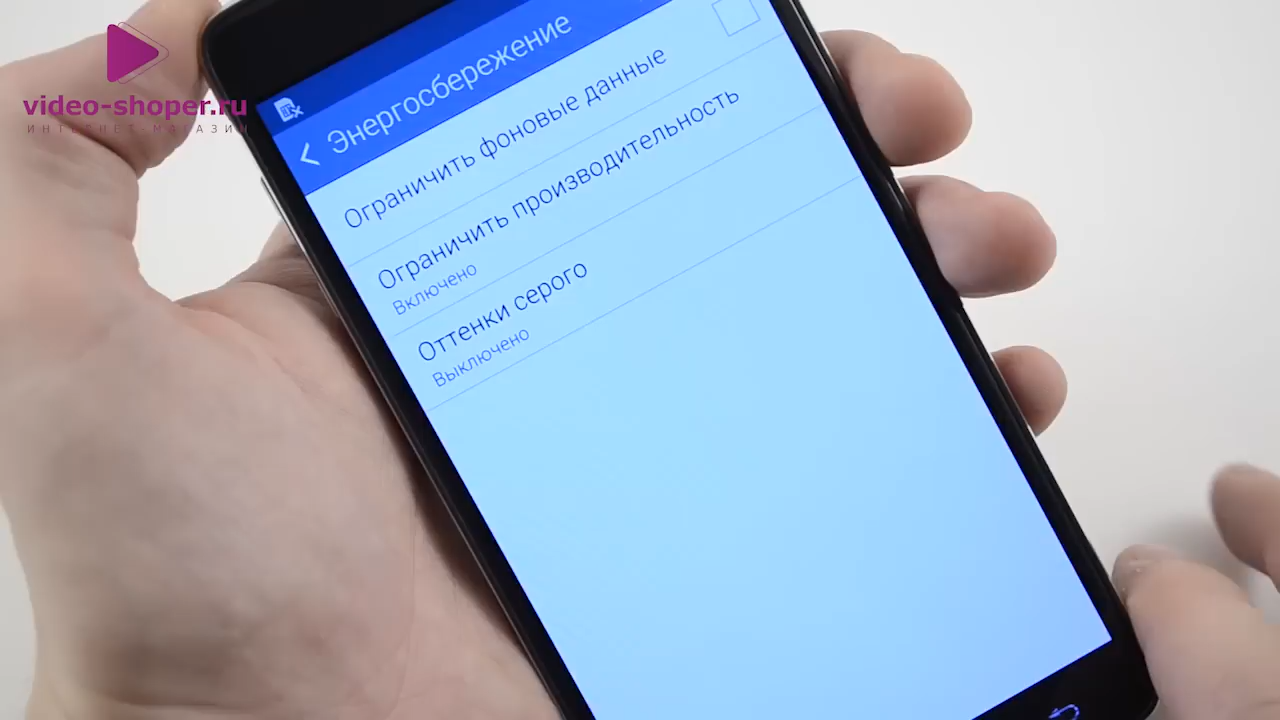 video-shoper.ru
ИНТЕРНЕТ-МАГАЗИН
Энергосбережение
Ограничить фоновые данные
Ограничить производительность
Включено
Оттенки серого
Выключено